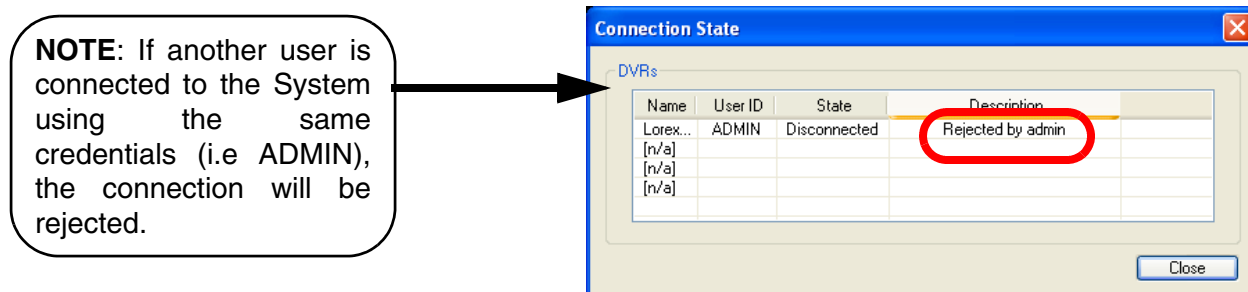 NOTE: If another user is
connected to the System
using the same
credentials (i.e ADMIN),
the connection will be
rejected.
Connection State
DVRs
Name User ID State Description
Lorex... ADMIN Disconnected Rejected by admin
[n/a]
[n/a]
[n/a]
Close